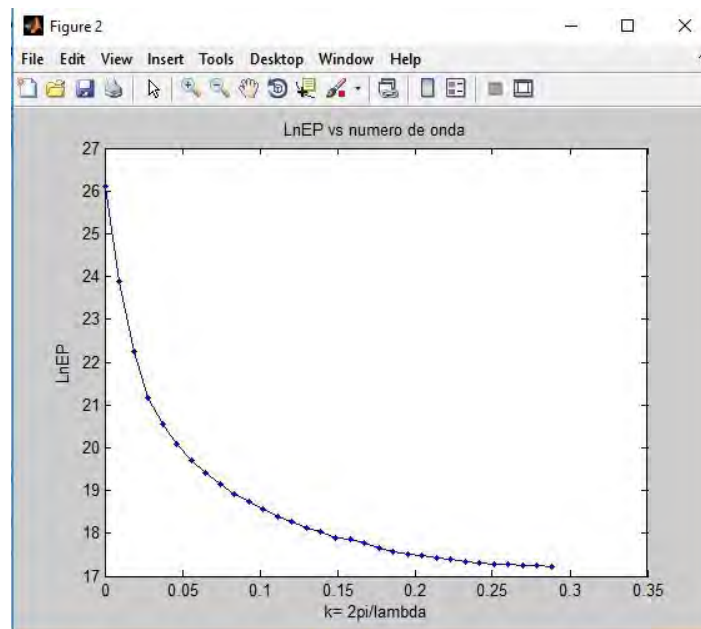 Figure 2
File Edit View Insert Tools Desktop Window Help
LnEP vs numero de onda
27
26
25
24
23
22
21
20
19
18
17
LnEP
0 0.05 0.1 0.15 0.2 0.25 0.3 0.35
k= 2pi/lambda